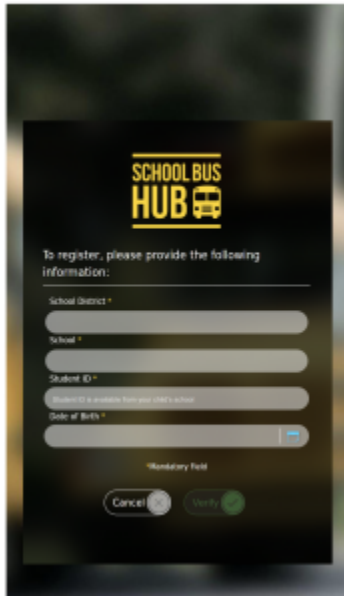 SCHOOL BUS
HUB
To register, please provide the following
information:
School District *
School *
Student ID *
Student ID is available from your child's school
Date of Birth *
*Mandatory Field
Cancel
Verify